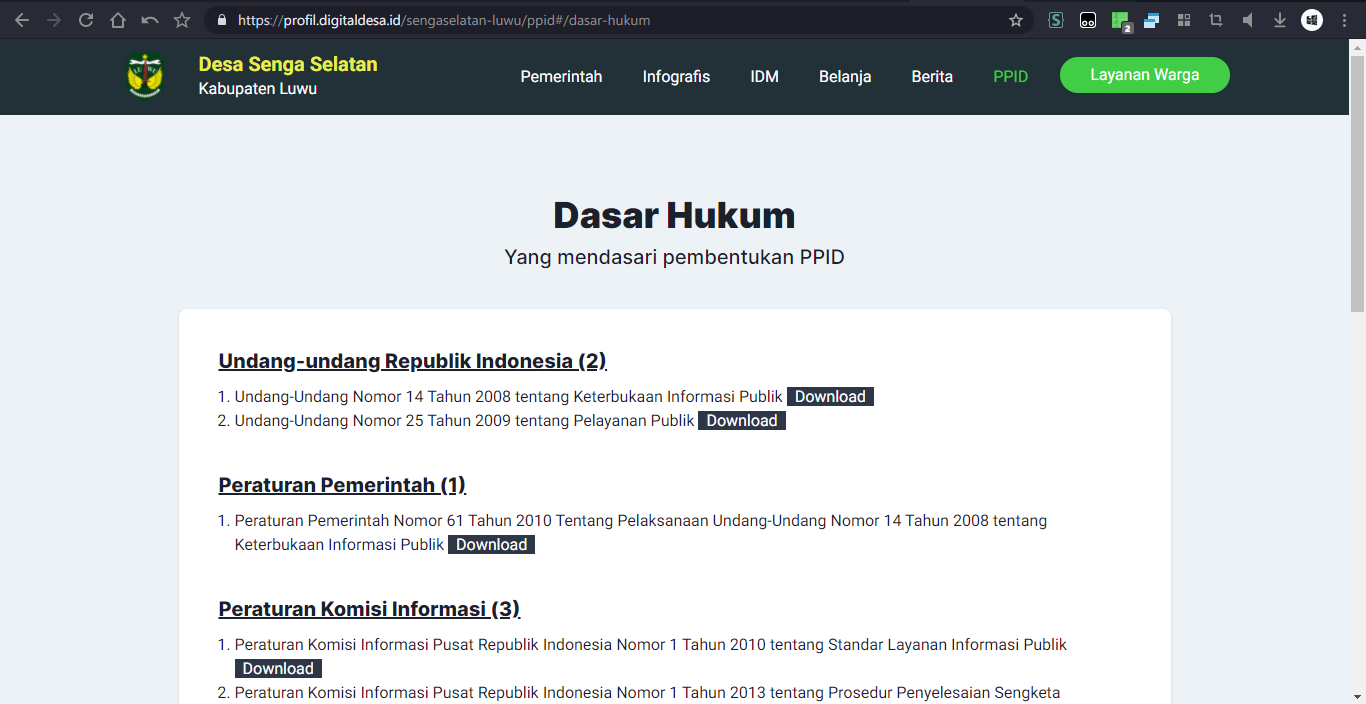 https://profil.digitaldesa.id/sengaselatan-luwu/ppid#/dasar-hukum
2
Desa Senga Selatan
Kabupaten Luwu
Pemerintah Infografis IDM Belanja Berita PPID Layanan Warga
Dasar Hukum
Yang mendasari pembentukan PPID
Undang-undang Republik Indonesia (2)
1. Undang-Undang Nomor 14 Tahun 2008 tentang Keterbukaan Informasi Publik Download
2. Undang-Undang Nomor 25 Tahun 2009 tentang Pelayanan Publik Download
Peraturan Pemerintah (1)
1. Peraturan Pemerintah Nomor 61 Tahun 2010 Tentang Pelaksanaan Undang-Undang Nomor 14 Tahun 2008 tentang
Keterbukaan Informasi Publik Download
Peraturan Komisi Informasi (3)
1. Peraturan Komisi Informasi Pusat Republik Indonesia Nomor 1 Tahun 2010 tentang Standar Layanan Informasi Publik
Download
2. Peraturan Komisi Informasi Pusat Republik Indonesia Nomor 1 Tahun 2013 tentang Prosedur Penyelesaian Sengketa